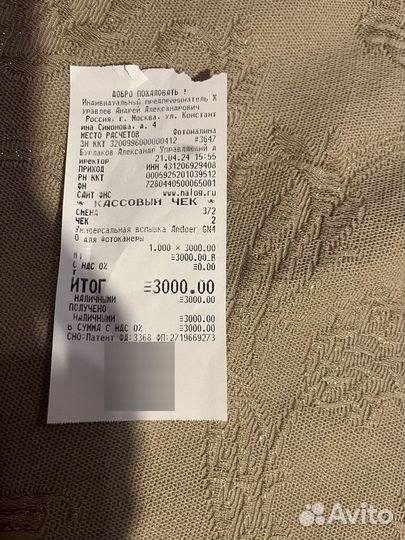 ДОБРО ПОЖАЛОВАТЬ !
Индивидуальный предприниматель Ж
уравлев Андрей Александрович
Россия, г. Москва, ул. Констант
ина Симонова, д. 4
МЕСТО РАСЧЕТОВ Фотомалина
ЗН ККТ 3200996000000412 #3647
Бурлаков Александр Управляющий д
иректор 21.04.24 15:55
ПРИХОД ИНН 431206929408
РН ККТ 0005925201039512
ФН 7280440500065001
САЙТ ФНС www.nalog.ru
* КАССОВЫЙ ЧЕК *
СМЕНА 372
ЧЕК 2
Универсальная вспышка Andoer GN4
0 для фотокамеры
1.000 × 3000.00
≡3000.00
С НДС 0% ≡0.00
ИТОГ ≡3000.00
НАЛИЧНЫМИ ≡3000.00
ПОЛУЧЕНО
НАЛИЧНЫМИ ≡3000.00
В СУММА С НДС 0% ≡3000.00
СНО:Патент ФД:3368 ФП:2719669273
Avito